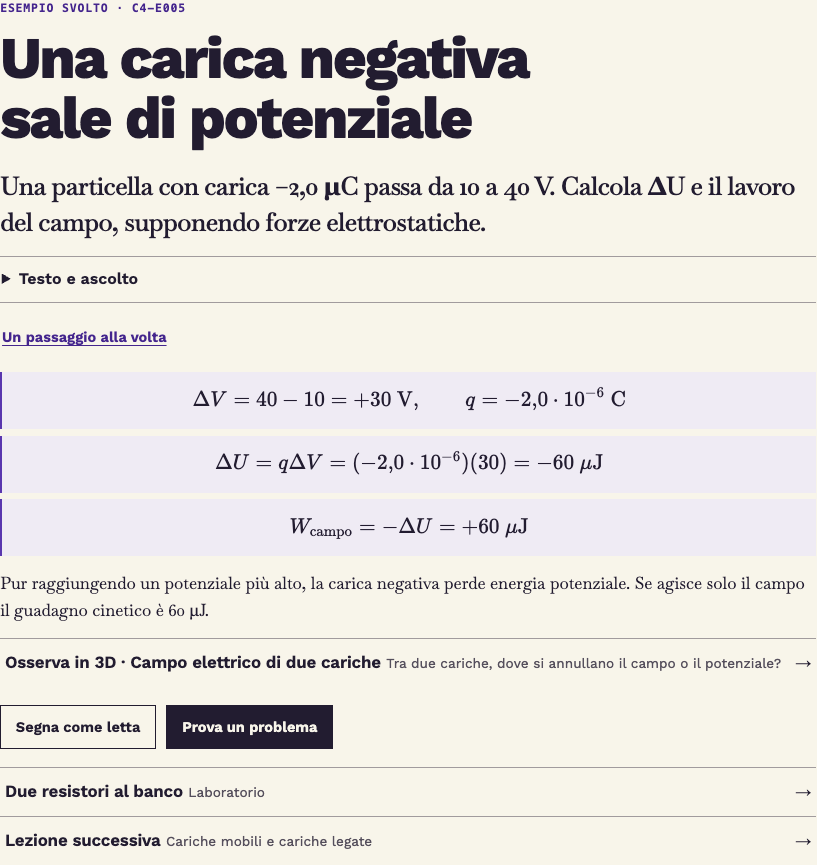 ESEMPIO SVOLTO · C4–E005
Una carica negativa
sale di potenziale
Una particella con carica −2,0 μC passa da 10 a 40 V. Calcola ΔU e il lavoro
del campo, supponendo forze elettrostatiche.
▶ Testo e ascolto
Un passaggio alla volta
ΔV = 40 − 10 = +30 V, q = −2,0 · 10⁻⁶ C
ΔU = qΔV = (−2,0 · 10⁻⁶)(30) = −60 μJ
W_campo = −ΔU = +60 μJ
Pur raggiungendo un potenziale più alto, la carica negativa perde energia potenziale. Se agisce solo il campo
il guadagno cinetico è 60 μJ.
Osserva in 3D · Campo elettrico di due cariche Tra due cariche, dove si annullano il campo o il potenziale? →
Segna come letta Prova un problema
Due resistori al banco Laboratorio →
Lezione successiva Cariche mobili e cariche legate →